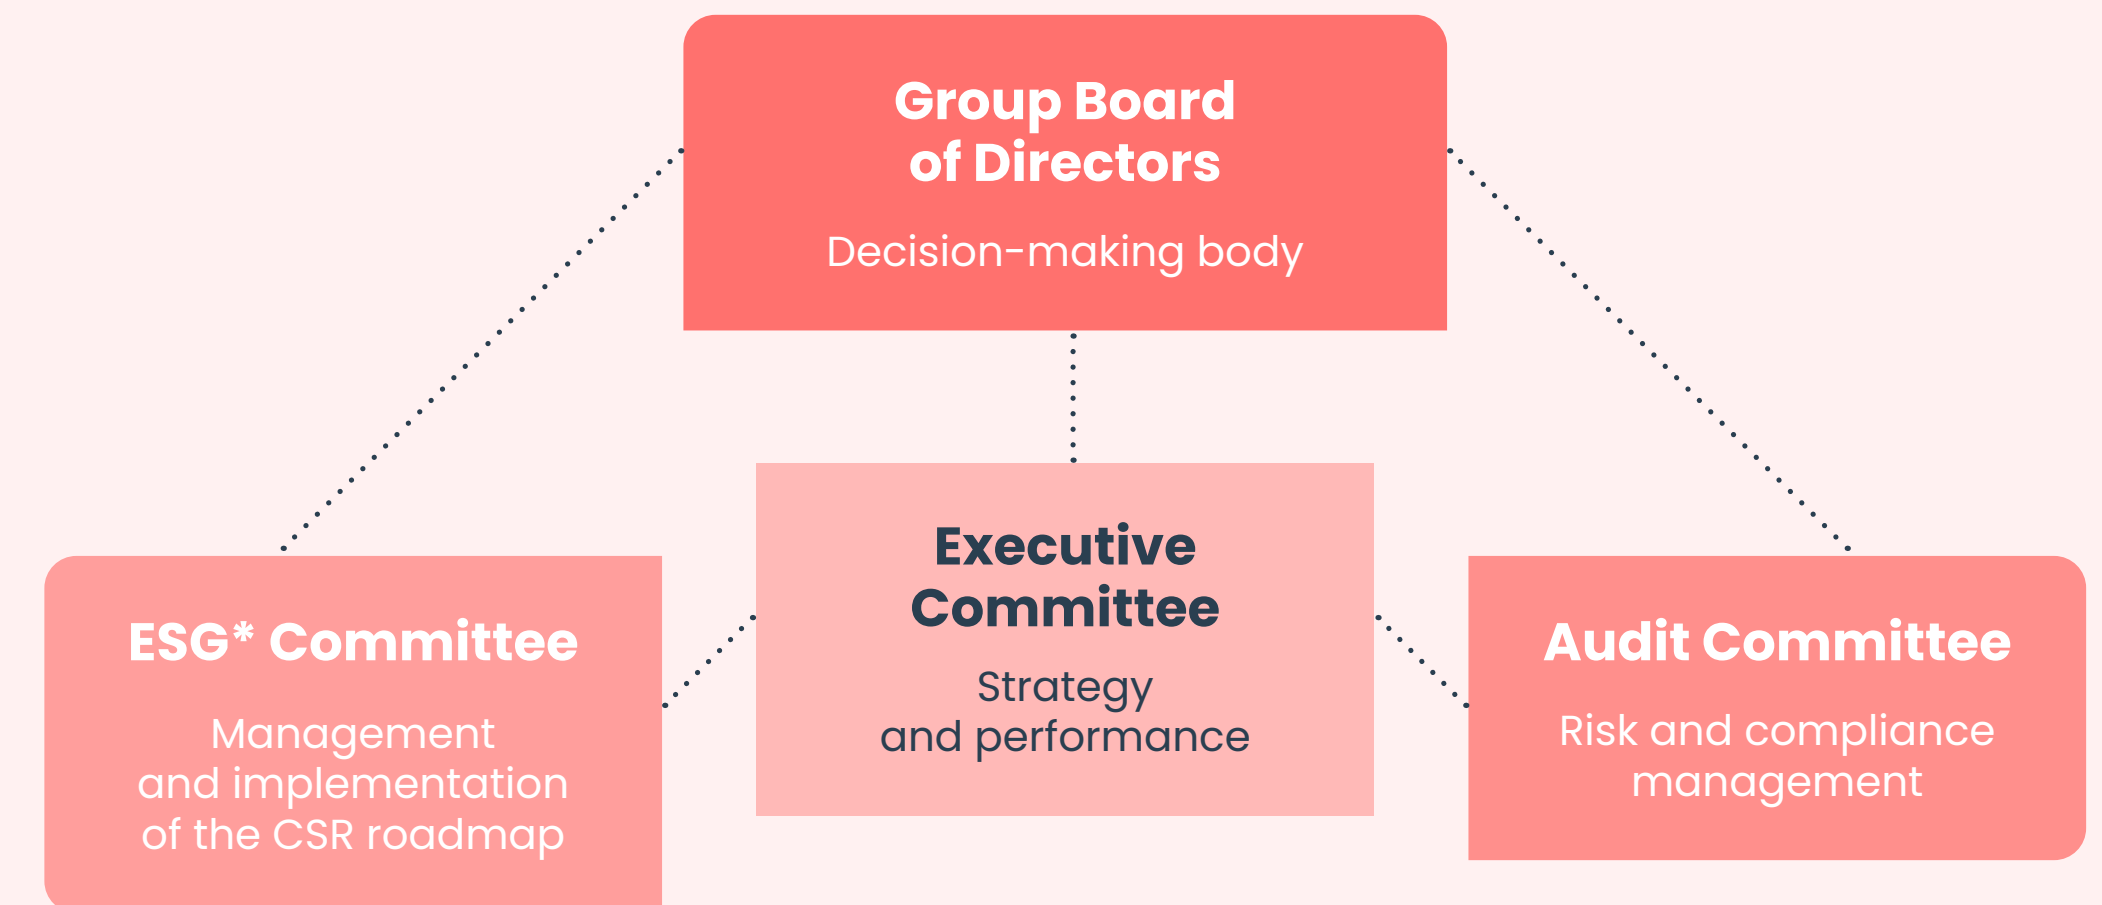 Group Board
of Directors
Decision-making body
Executive
Committee
Strategy
and performance
ESG* Committee
Management
and implementation
of the CSR roadmap
Audit Committee
Risk and compliance
management